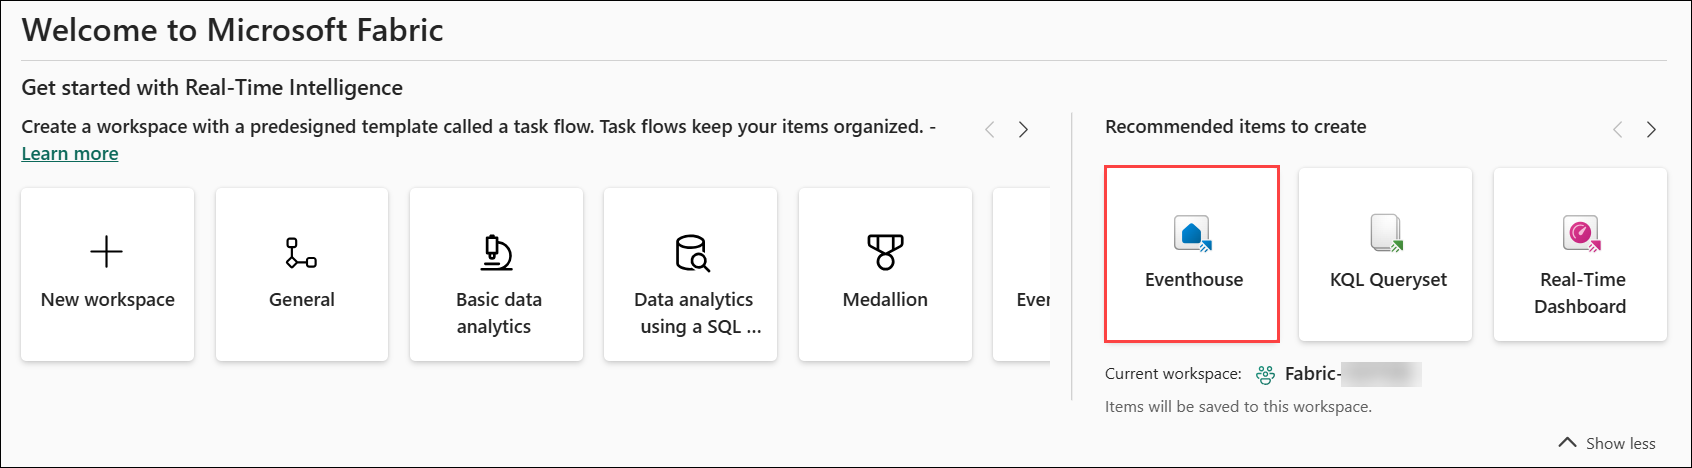 Welcome to Microsoft Fabric
Get started with Real-Time Intelligence
Create a workspace with a predesigned template called a task flow. Task flows keep your items organized. -
Learn more
New workspace
General
Basic data
analytics
Data analytics
using a SQL ...
Medallion
Recommended items to create
Eventhouse
KQL Queryset
Real-Time
Dashboard
Current workspace: Fabric-
Items will be saved to this workspace.
Show less